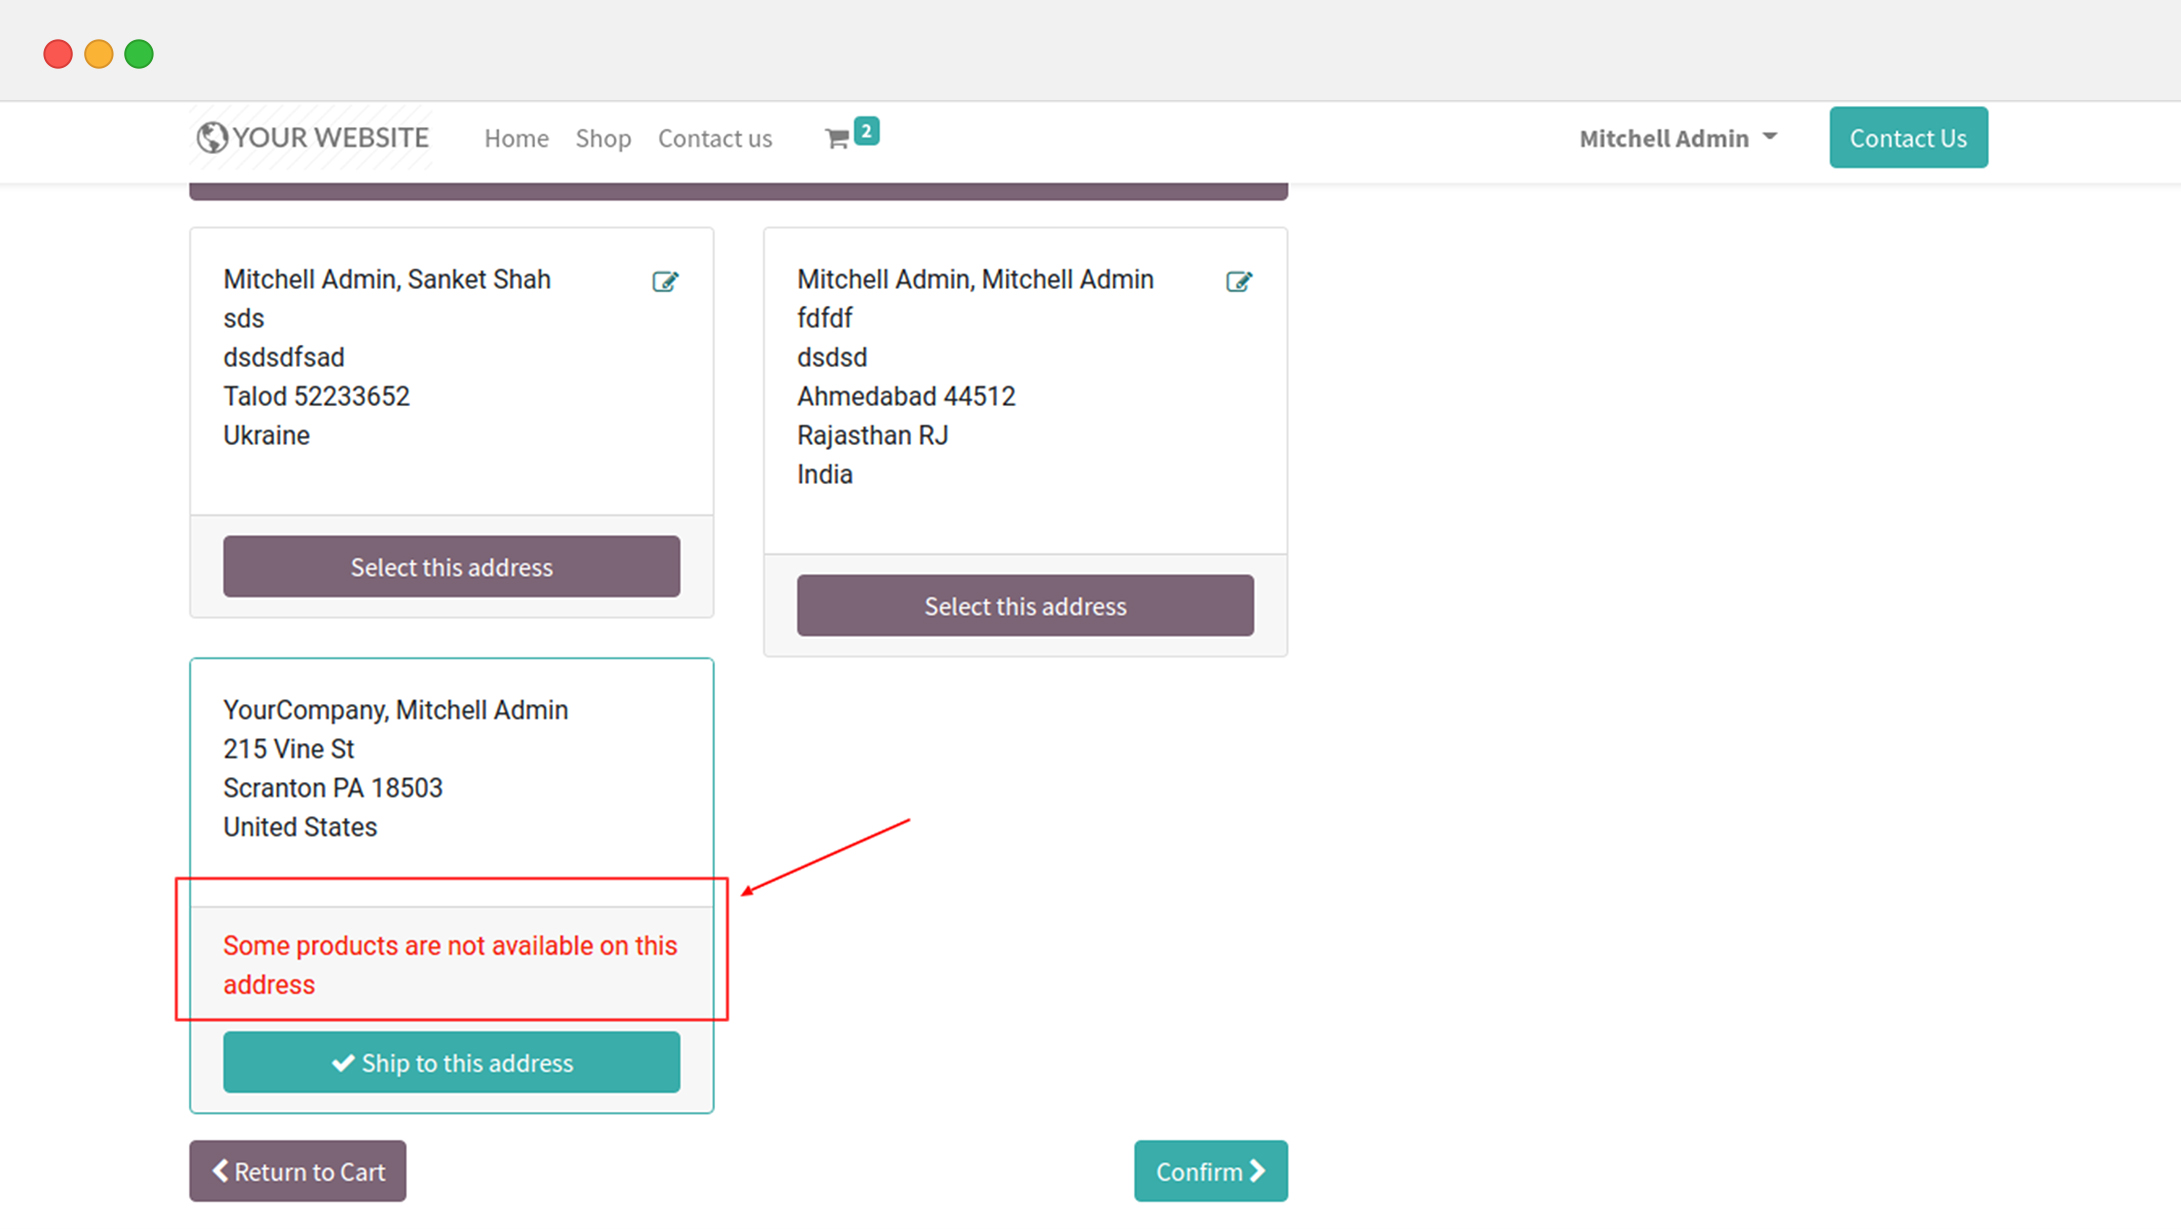 YOUR WEBSITE Home Shop Contact us 2 Mitchell Admin Contact Us
Mitchell Admin, Sanket Shah
sds
dsdsdfsad
Talod 52233652
Ukraine
Select this address
Mitchell Admin, Mitchell Admin
fdfdf
dsdsd
Ahmedabad 44512
Rajasthan RJ
India
Select this address
YourCompany, Mitchell Admin
215 Vine St
Scranton PA 18503
United States
Some products are not available on this
address
Ship to this address
Return to Cart
Confirm